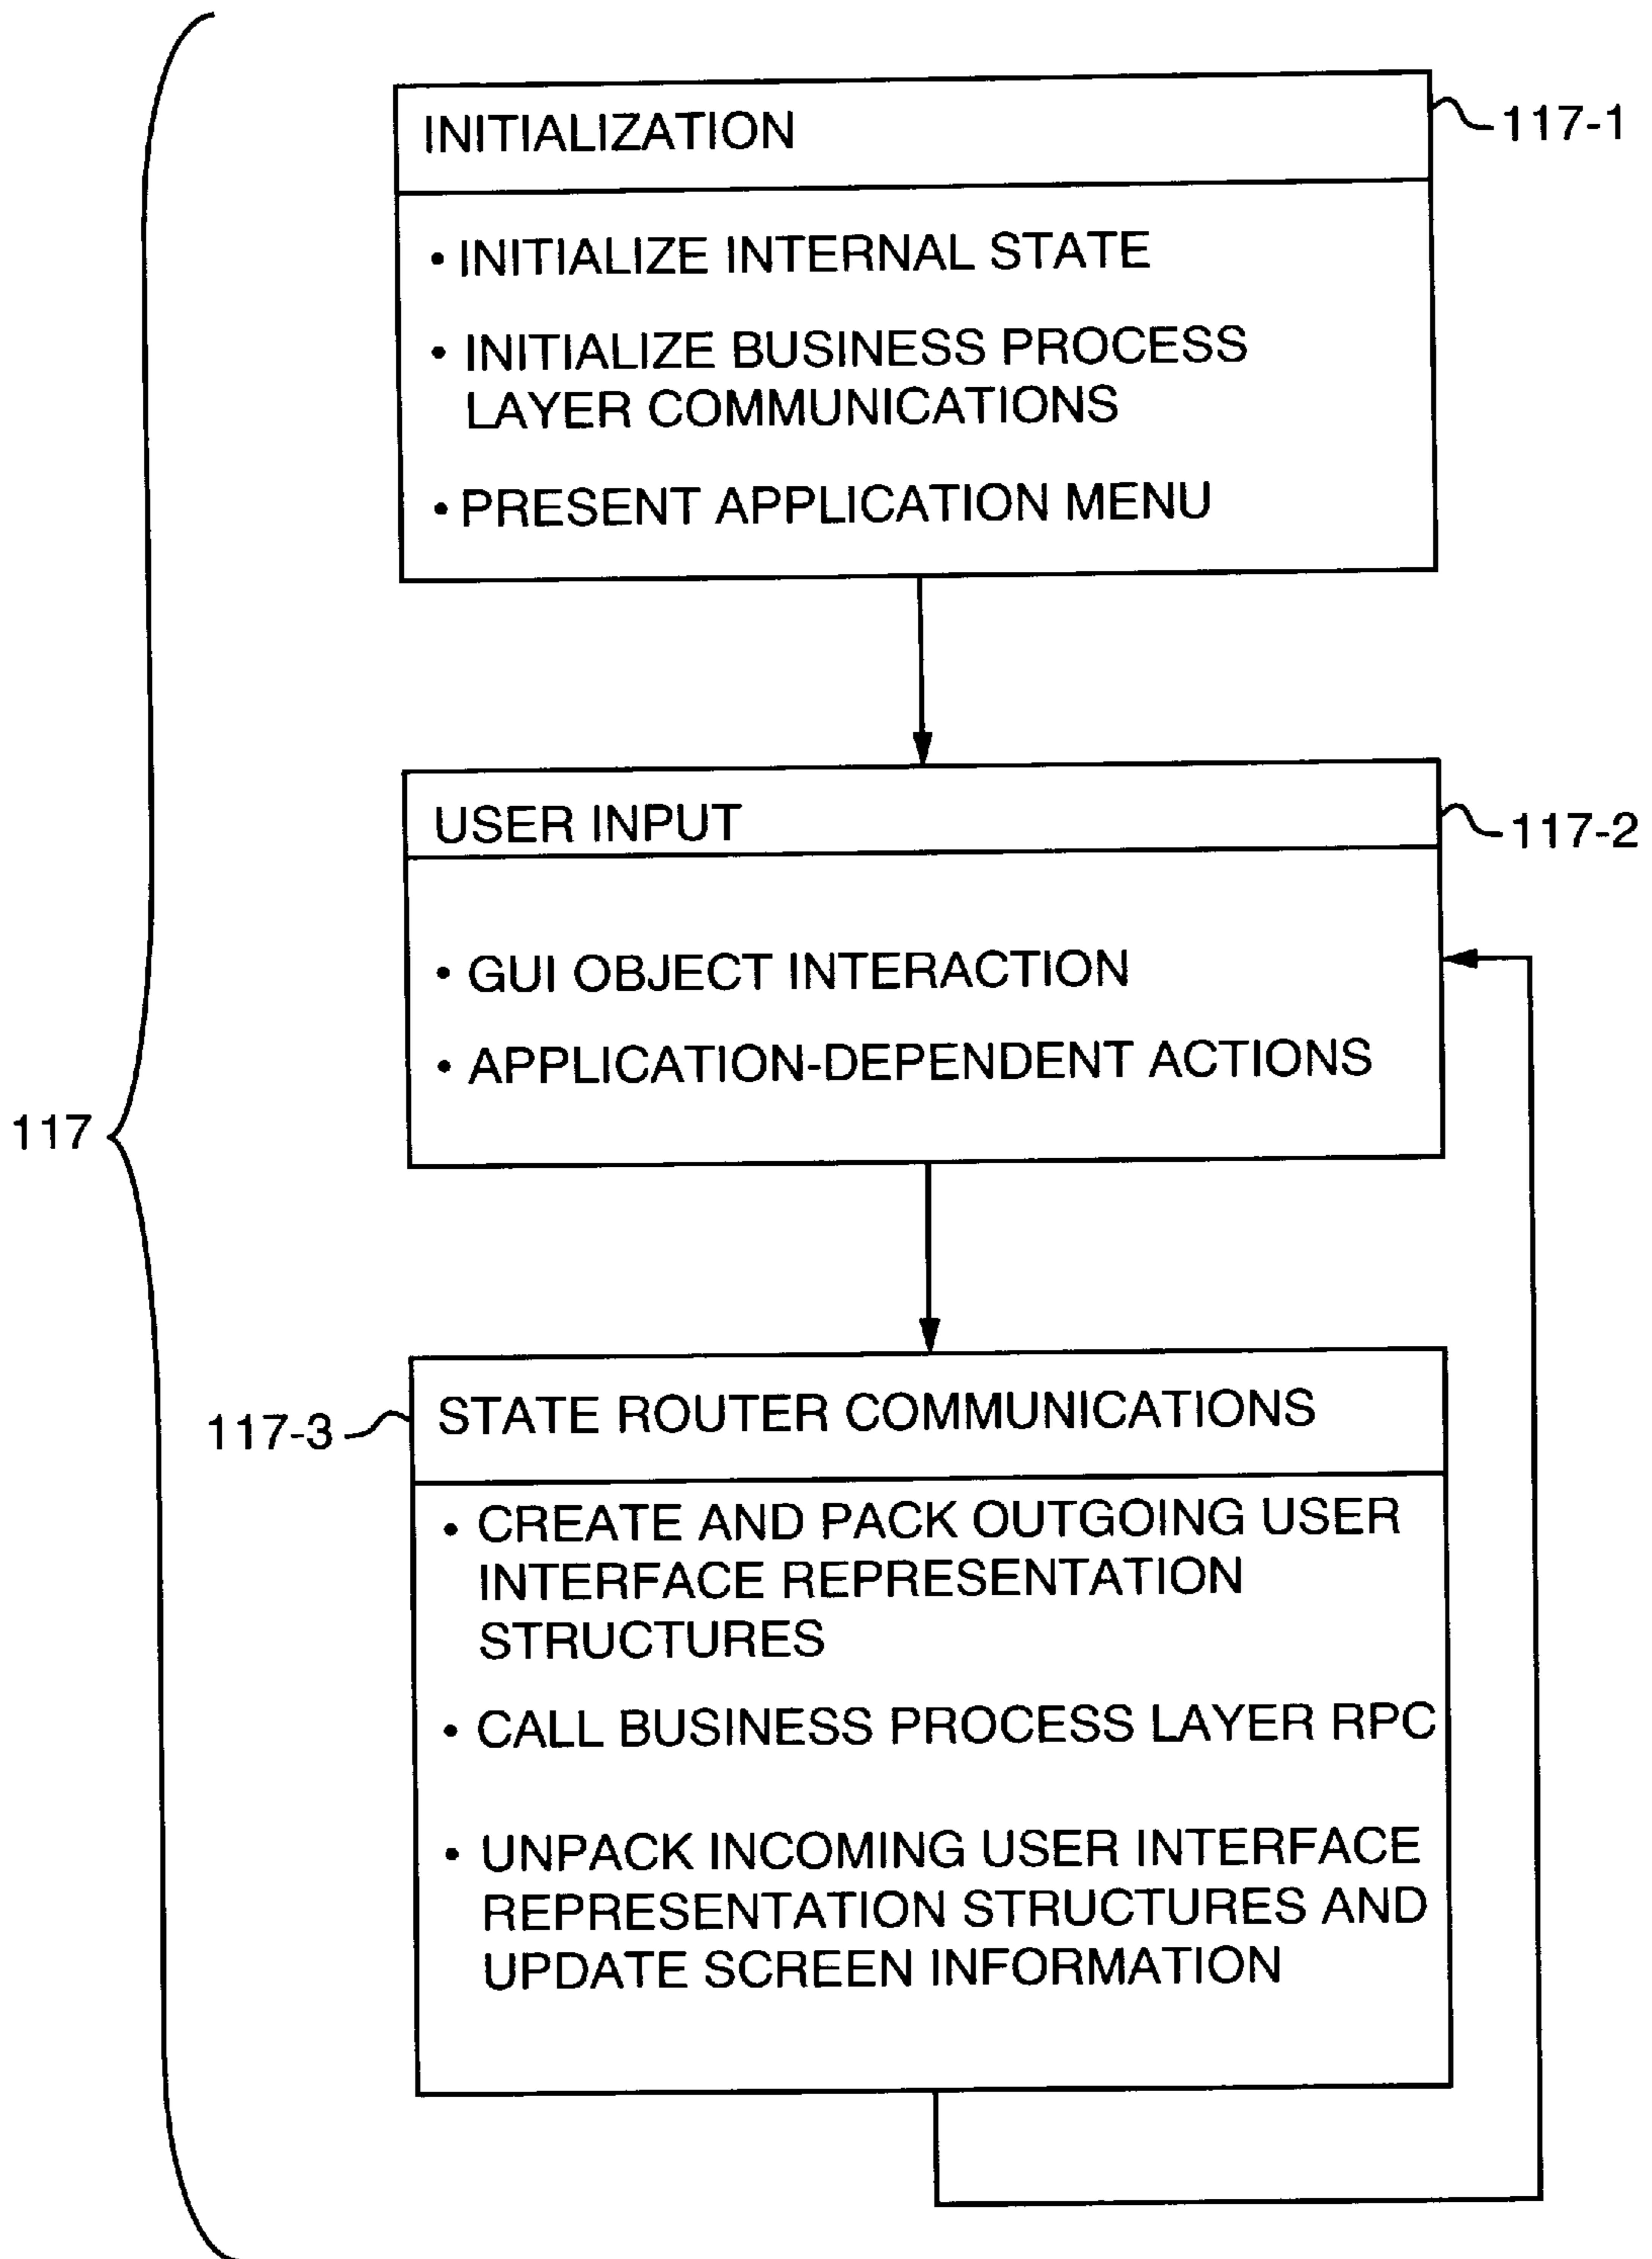 INITIALIZATION
117-1
• INITIALIZE INTERNAL STATE
• INITIALIZE BUSINESS PROCESS
LAYER COMMUNICATIONS
• PRESENT APPLICATION MENU
USER INPUT
117-2
• GUI OBJECT INTERACTION
• APPLICATION-DEPENDENT ACTIONS
117
117-3
STATE ROUTER COMMUNICATIONS
• CREATE AND PACK OUTGOING USER
INTERFACE REPRESENTATION
STRUCTURES
• CALL BUSINESS PROCESS LAYER RPC
• UNPACK INCOMING USER INTERFACE
REPRESENTATION STRUCTURES AND
UPDATE SCREEN INFORMATION